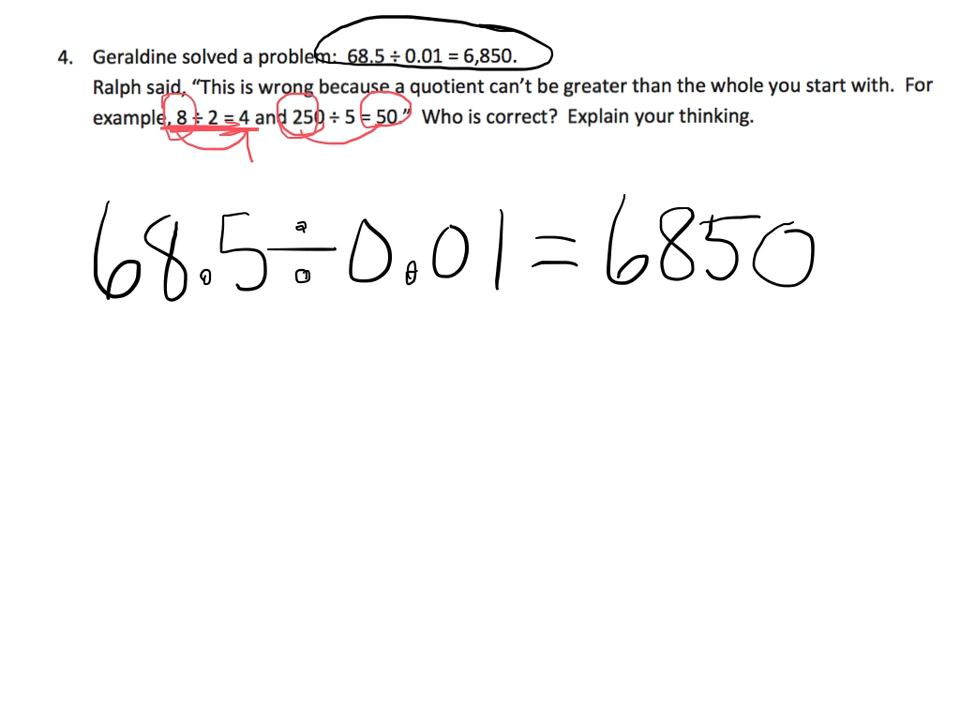 4. Geraldine solved a problem: 68.5 ÷ 0.01 = 6,850.
Ralph said, “This is wrong because a quotient can’t be greater than the whole you start with. For
example, 8 ÷ 2 = 4 and 250 ÷ 5 = 50.” Who is correct? Explain your thinking.
68.5 ÷ 0.01 = 6850